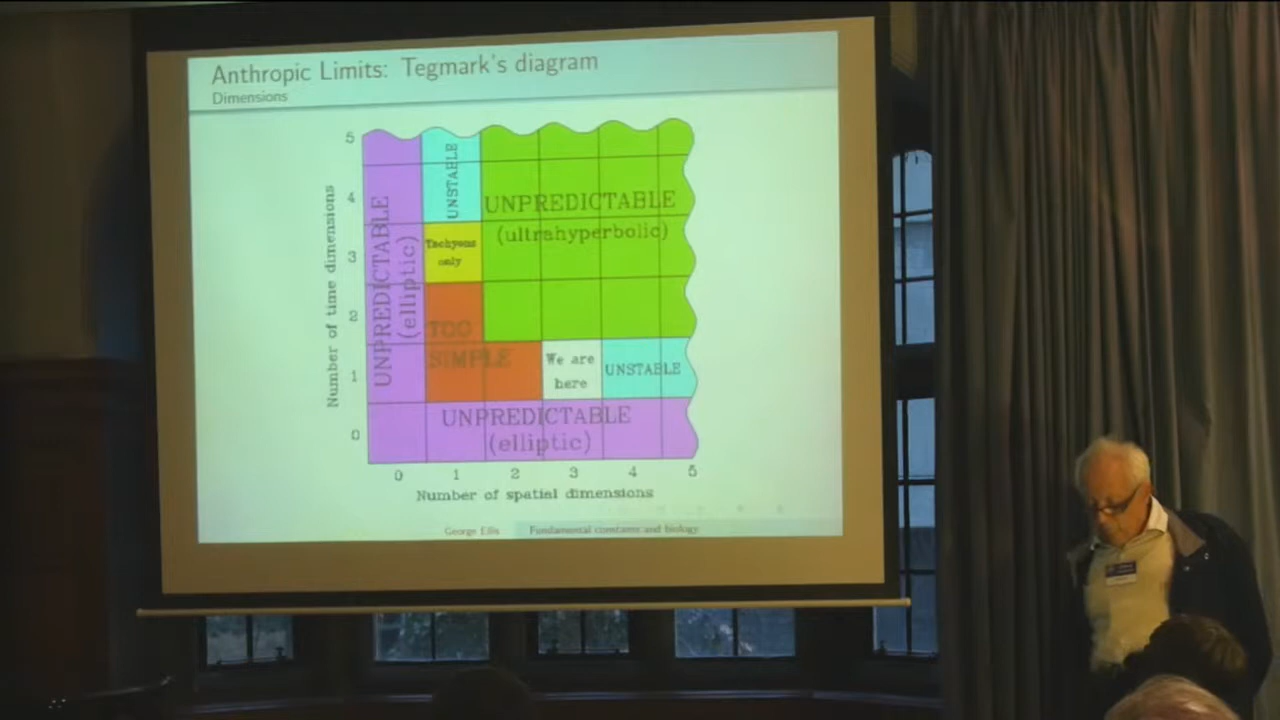 Anthropic Limits: Tegmark's diagram
Dimensions
5
4
3
2
1
0
Number of time dimensions
UNPREDICTABLE
(elliptic)
UNSTABLE
Tachyons
only
UNPREDICTABLE
(ultrahyperbolic)
TOO
SIMPLE
We are
here
UNSTABLE
UNPREDICTABLE
(elliptic)
0 1 2 3 4 5
Number of spatial dimensions
George Ellis Fundamental constants and biology